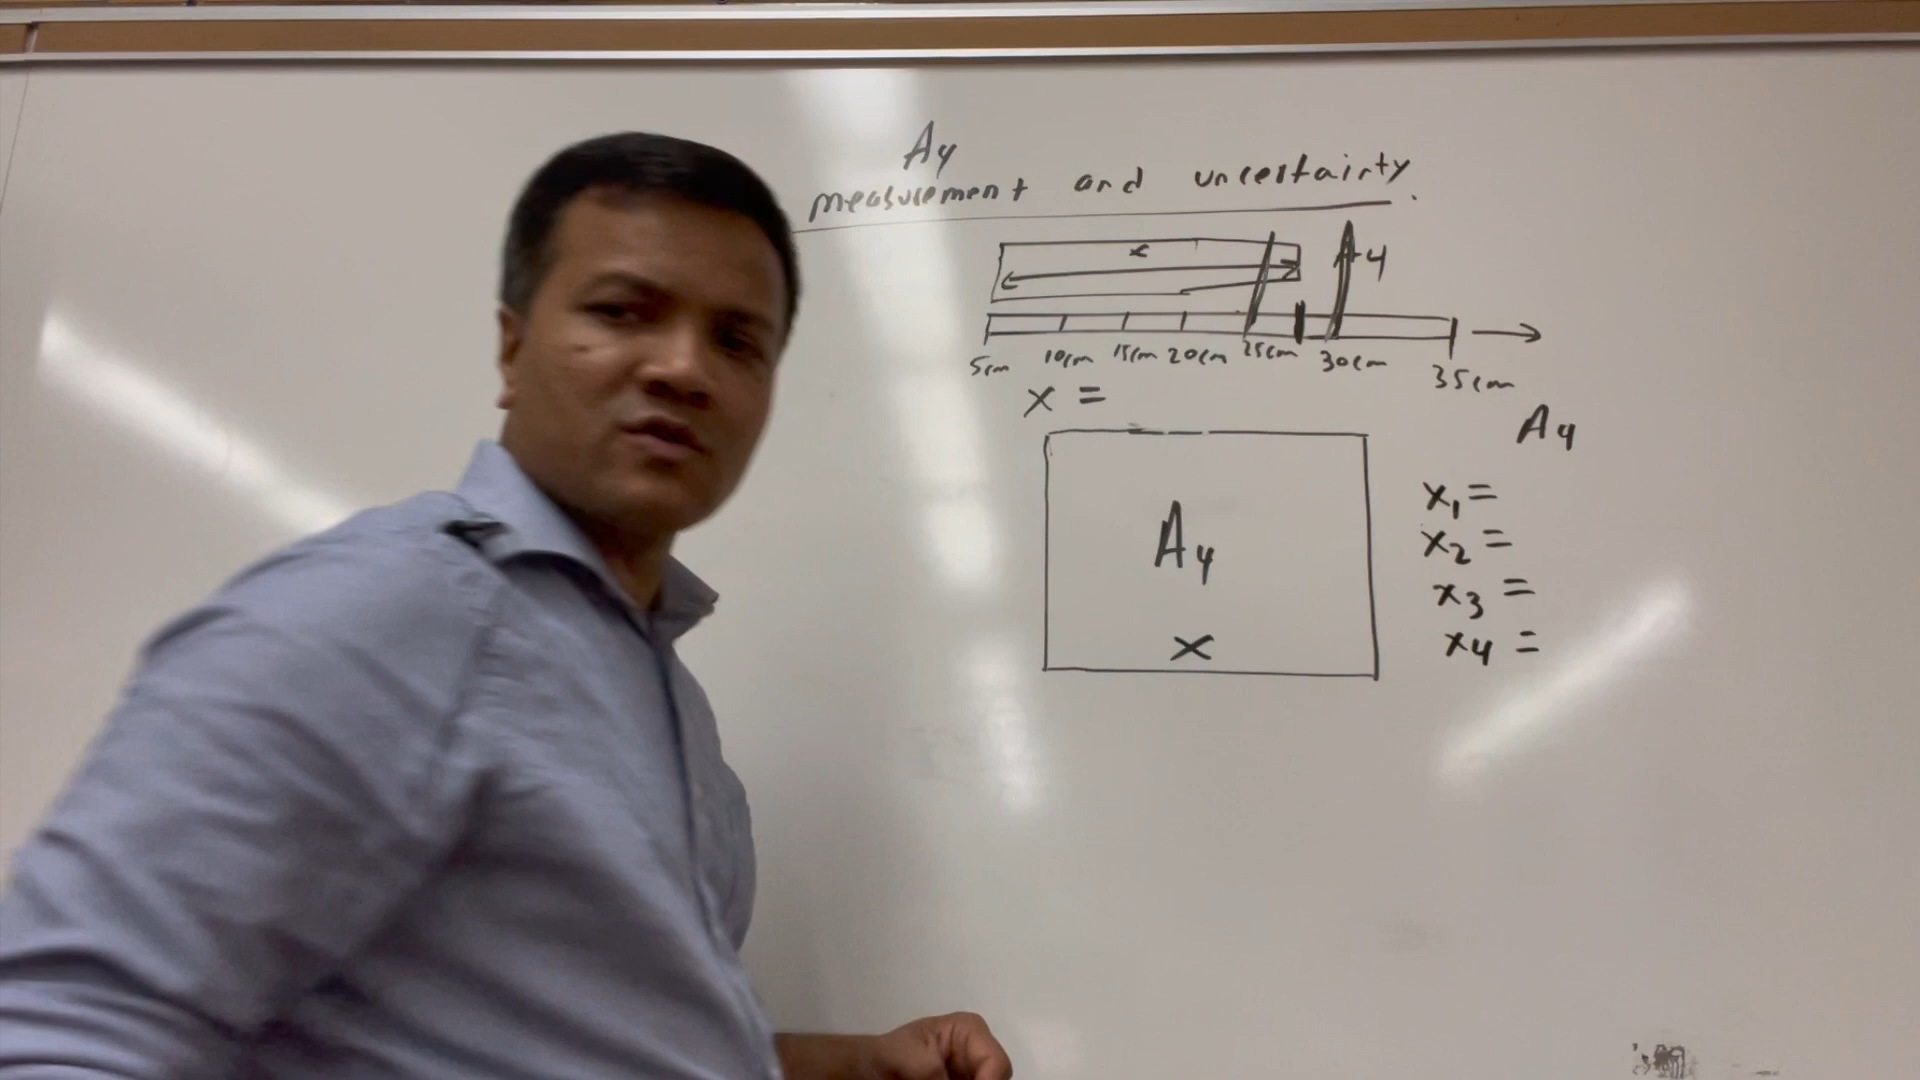 A4
measurement and uncertainty.
x
A4
5cm 10cm 15cm 20cm 25cm 30cm 35cm
x =
A4
A4
x
x1 =
x2 =
x3 =
x4 =